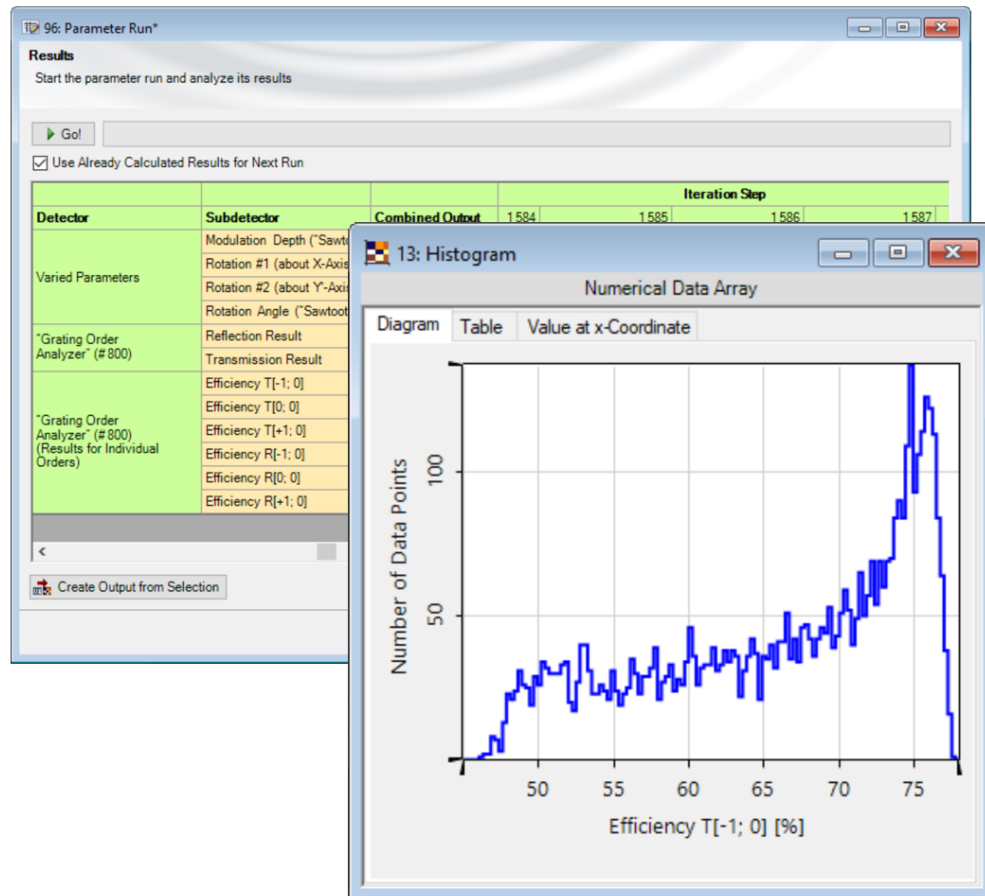 96: Parameter Run*
Results
Start the parameter run and analyze its results
Go!
Use Already Calculated Results for Next Run
Iteration Step
Detector Subdetector Combined Output 1584 1585 1586 1587
Varied Parameters
Modulation Depth ("Sawto
Rotation #1 (about X-Axis
Rotation #2 (about Y'-Axis
Rotation Angle ("Sawtoot
"Grating Order
Analyzer" (#800)
Reflection Result
Transmission Result
"Grating Order
Analyzer" (#800)
(Results for Individual
Orders)
Efficiency T[-1; 0]
Efficiency T[0; 0]
Efficiency T[+1; 0]
Efficiency R[-1; 0]
Efficiency R[0; 0]
Efficiency R[+1; 0]
Create Output from Selection
13: Histogram
Numerical Data Array
Diagram Table Value at x-Coordinate
Number of Data Points
100
50
50 55 60 65 70 75
Efficiency T[-1; 0] [%]